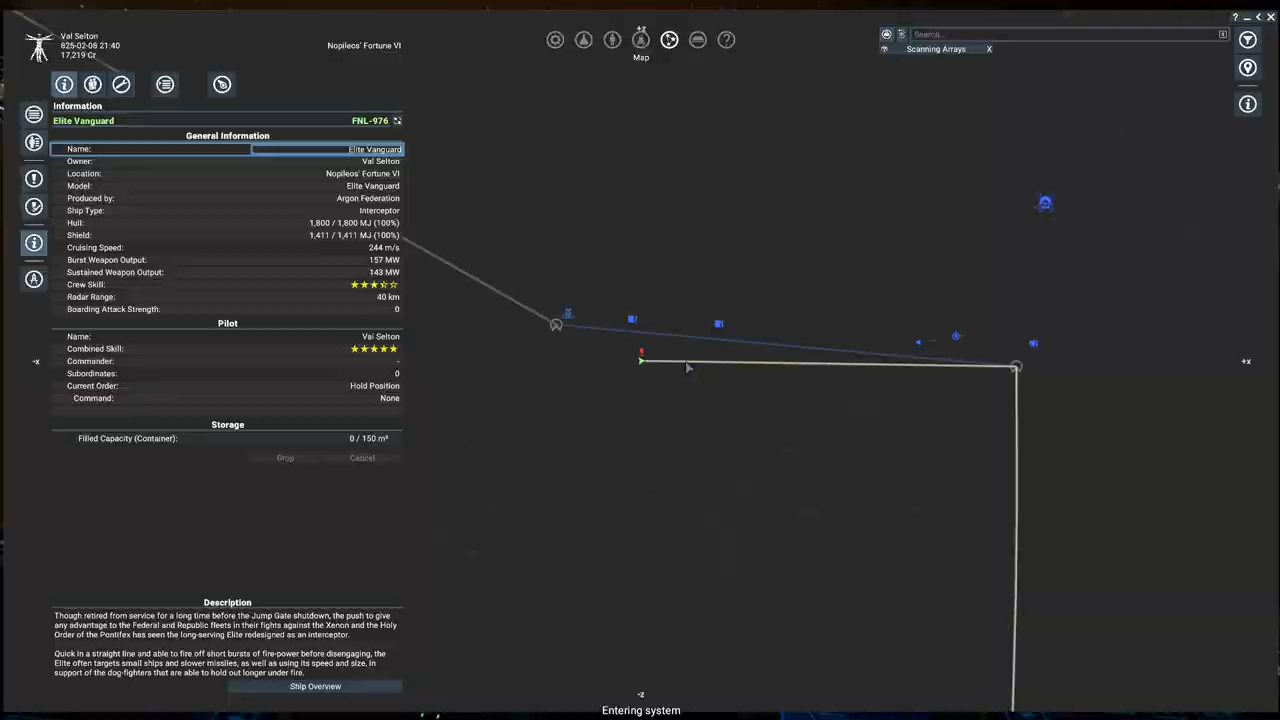 Val Selton
825-02-08 21:40
17,219 Cr
Nopileos' Fortune VI
+z
Map
Search...
Scanning Arrays X
Information
Elite Vanguard FNL-976
General Information
Name: Elite Vanguard
Owner: Val Selton
Location: Nopileos' Fortune VI
Model: Elite Vanguard
Produced by: Argon Federation
Ship Type: Interceptor
Hull: 1,800 / 1,800 MJ (100%)
Shield: 1,411 / 1,411 MJ (100%)
Cruising Speed: 244 m/s
Burst Weapon Output: 157 MW
Sustained Weapon Output: 143 MW
Crew Skill: ★★★
Radar Range: 40 km
Boarding Attack Strength: 0
Pilot
Name: Val Selton
Combined Skill: ★★★★★
Commander: -
Subordinates: 0
Current Order: Hold Position
Command: None
-x
+x
Storage
Filled Capacity (Container): 0 / 150 m³
Drop Cancel
Description
Though retired from service for a long time before the Jump Gate shutdown, the push to give
any advantage to the Federal and Republic fleets in their fights against the Xenon and the Holy
Order of the Pontifex has seen the long-serving Elite redesigned as an interceptor.
Quick in a straight line and able to fire off short bursts of fire-power before disengaging, the
Elite often targets small ships and slower missiles, as well as using its speed and size, in
support of the dog-fighters that are able to hold out longer under fire.
Ship Overview
-z
Entering system